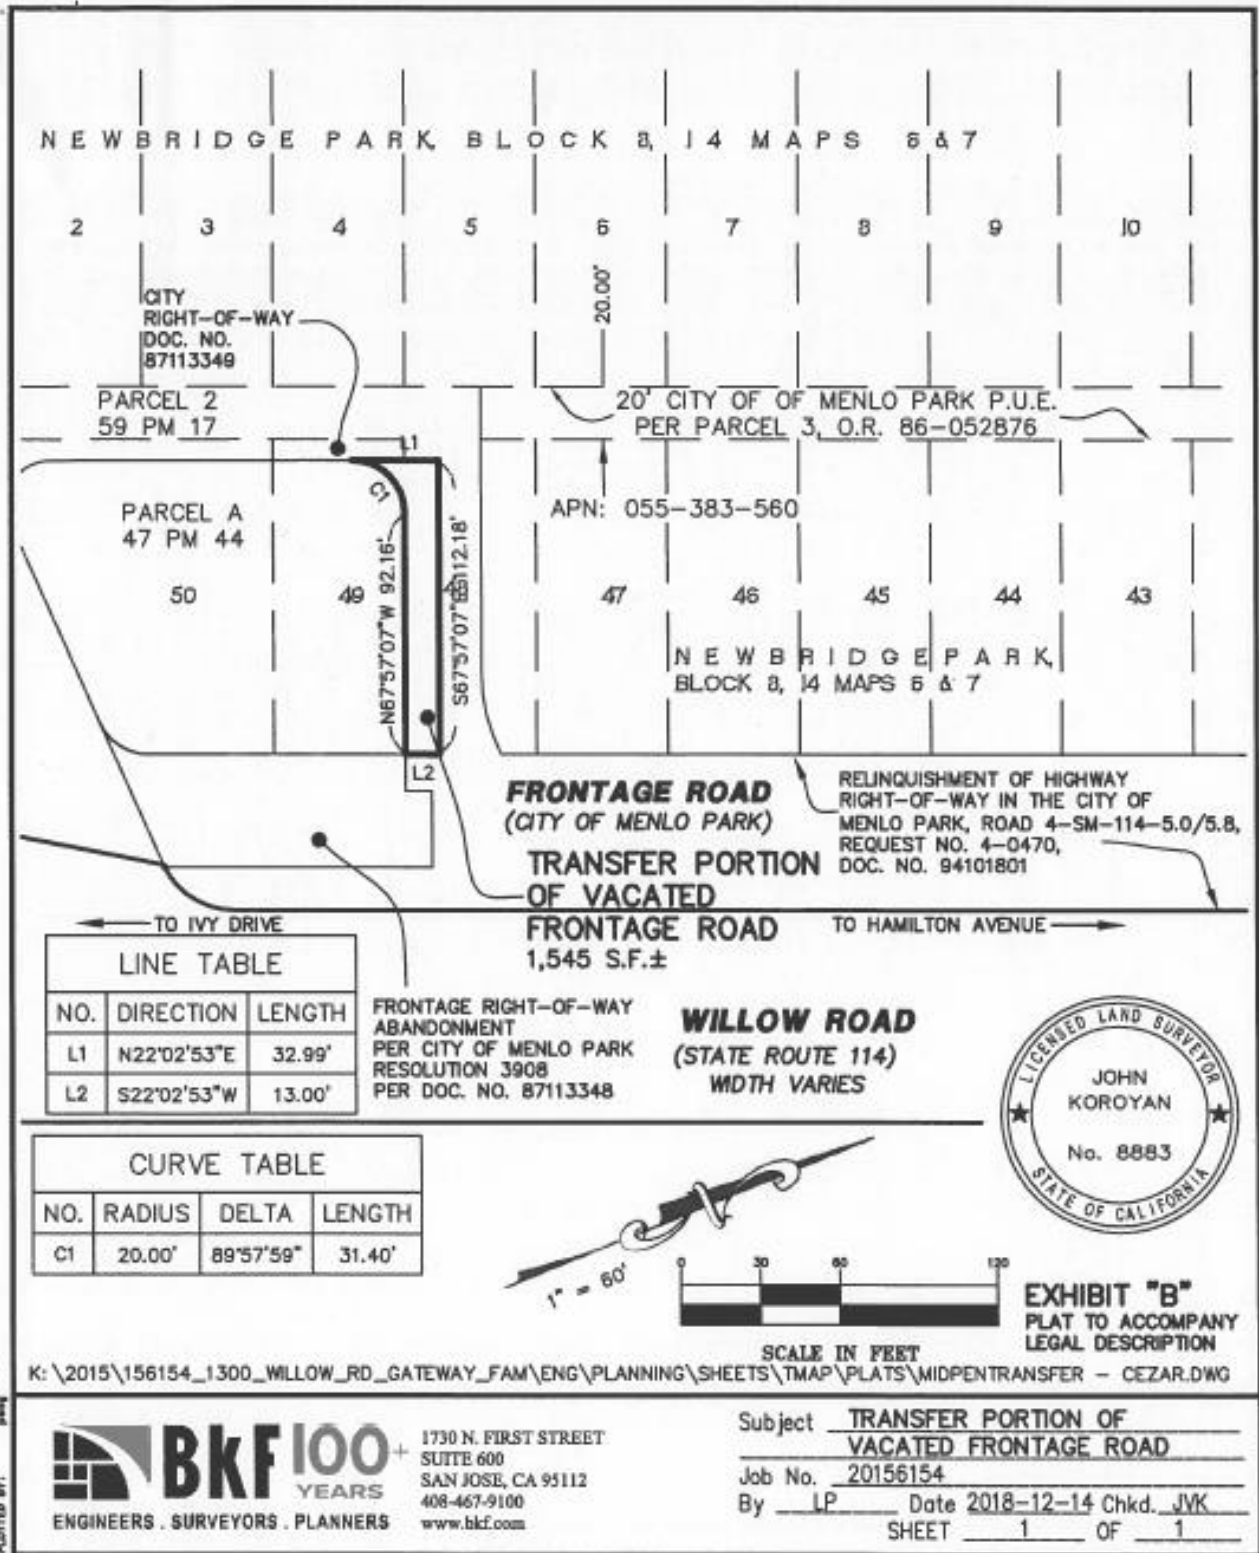 NEWBRIDGE PARK, BLOCK 8, 14 MAPS 6 & 7
2 3 4 5 6 7 8 9 10
20.00'
CITY
RIGHT-OF-WAY
DOC. NO.
87113349
PARCEL 2
59 PM 17
20' CITY OF OF MENLO PARK P.U.E.
PER PARCEL 3, O.R. 86-052876
L1
C1
PARCEL A
47 PM 44
APN: 055-383-560
50 49 47 46 45 44 43
N67°57'07"W 92.16'
S67°57'07"E 112.18'
NEWBRIDGE PARK,
BLOCK 8, 14 MAPS 6 & 7
L2
FRONTAGE ROAD
(CITY OF MENLO PARK)
RELINQUISHMENT OF HIGHWAY
RIGHT-OF-WAY IN THE CITY OF
MENLO PARK, ROAD 4-SM-114-5.0/5.8,
REQUEST NO. 4-0470,
DOC. NO. 94101801
TRANSFER PORTION
OF VACATED
FRONTAGE ROAD
1,545 S.F.±
TO IVY DRIVE
TO HAMILTON AVENUE
LINE TABLE
NO. DIRECTION LENGTH
L1 N22°02'53"E 32.99'
L2 S22°02'53"W 13.00'
FRONTAGE RIGHT-OF-WAY
ABANDONMENT
PER CITY OF MENLO PARK
RESOLUTION 3908
PER DOC. NO. 87113348
WILLOW ROAD
(STATE ROUTE 114)
WIDTH VARIES
LICENSED LAND SURVEYOR
JOHN
KOROYAN
No. 8883
STATE OF CALIFORNIA
CURVE TABLE
NO. RADIUS DELTA LENGTH
C1 20.00' 89°57'59" 31.40'
1" = 60'
0 30 60 120
SCALE IN FEET
EXHIBIT "B"
PLAT TO ACCOMPANY
LEGAL DESCRIPTION
K:\2015\156154_1300_WILLOW_RD_GATEWAY_FAM\ENG\PLANNING\SHEETS\TMAP\PLATS\MIDPENTRANSFER - CEZAR.DWG
BKF 100+
YEARS
ENGINEERS . SURVEYORS . PLANNERS
1730 N. FIRST STREET
SUITE 600
SAN JOSE, CA 95112
408-467-9100
www.bkf.com
Subject TRANSFER PORTION OF
VACATED FRONTAGE ROAD
Job No. 20156154
By LP Date 2018-12-14 Chkd. JVK
SHEET 1 OF 1
PLOTTED BY: